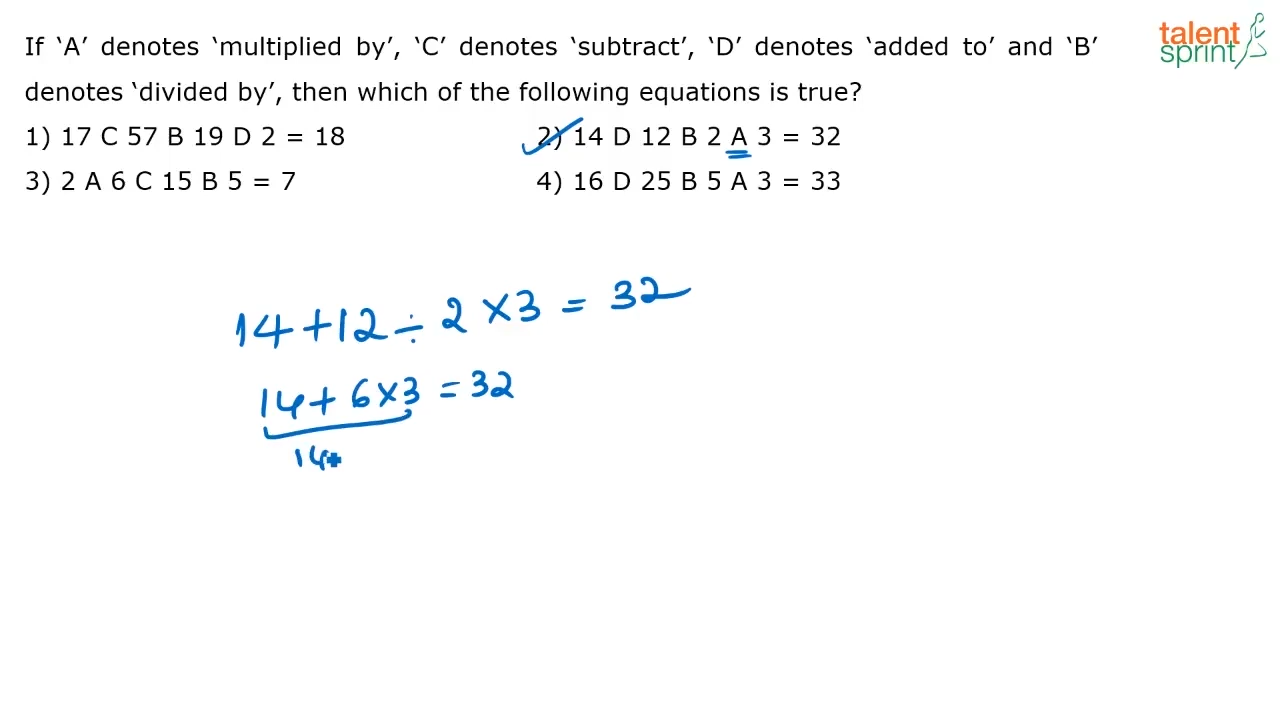 If ‘A’ denotes ‘multiplied by’, ‘C’ denotes ‘subtract’, ‘D’ denotes ‘added to’ and ‘B’
denotes ‘divided by’, then which of the following equations is true?
1) 17 C 57 B 19 D 2 = 18
2) 14 D 12 B 2 A 3 = 32
3) 2 A 6 C 15 B 5 = 7
4) 16 D 25 B 5 A 3 = 33
talent
sprint
14 + 12 ÷ 2 × 3 = 32
14 + 6 × 3 = 32
14+